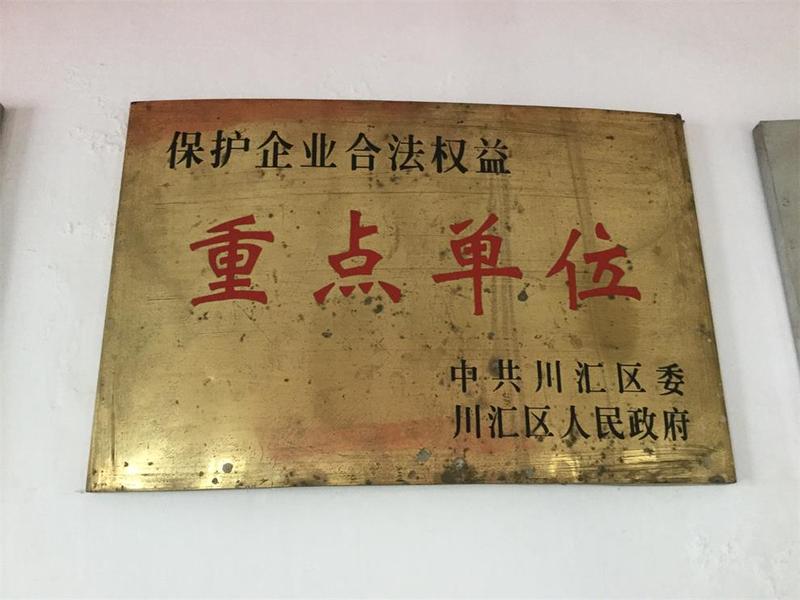 保护企业合法权益
重点单位
中共川汇区委
川汇区人民政府